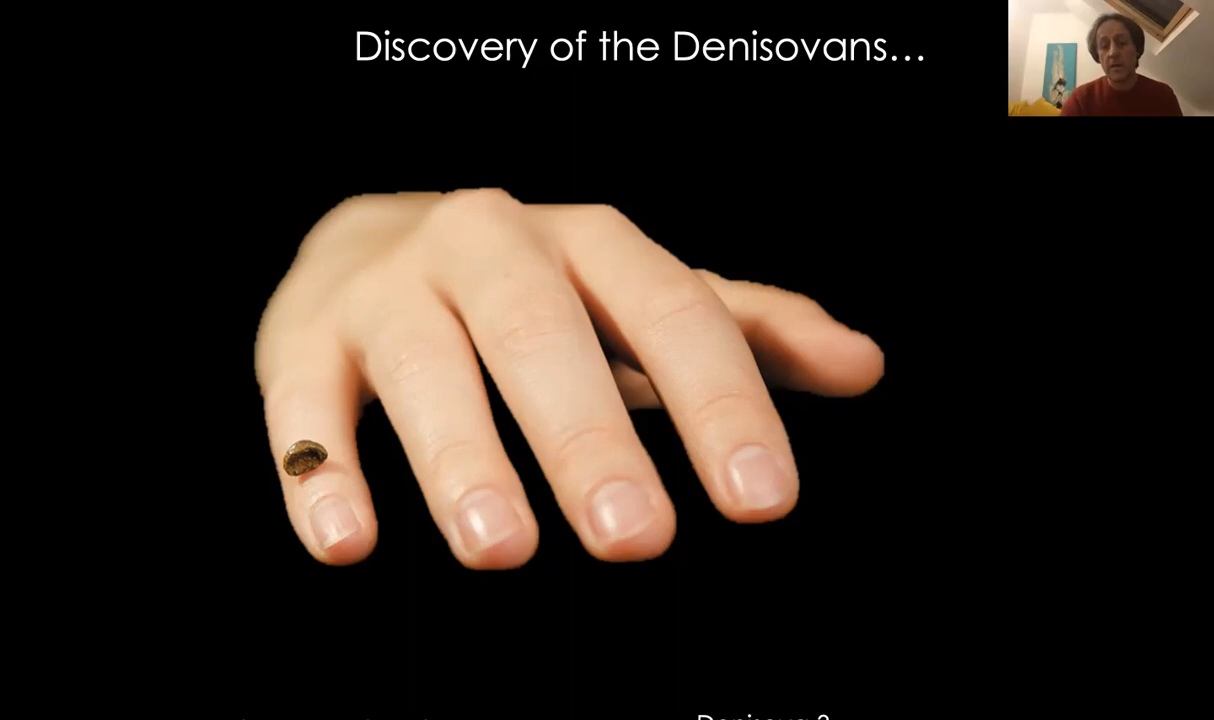 Discovery of the Denisovans…